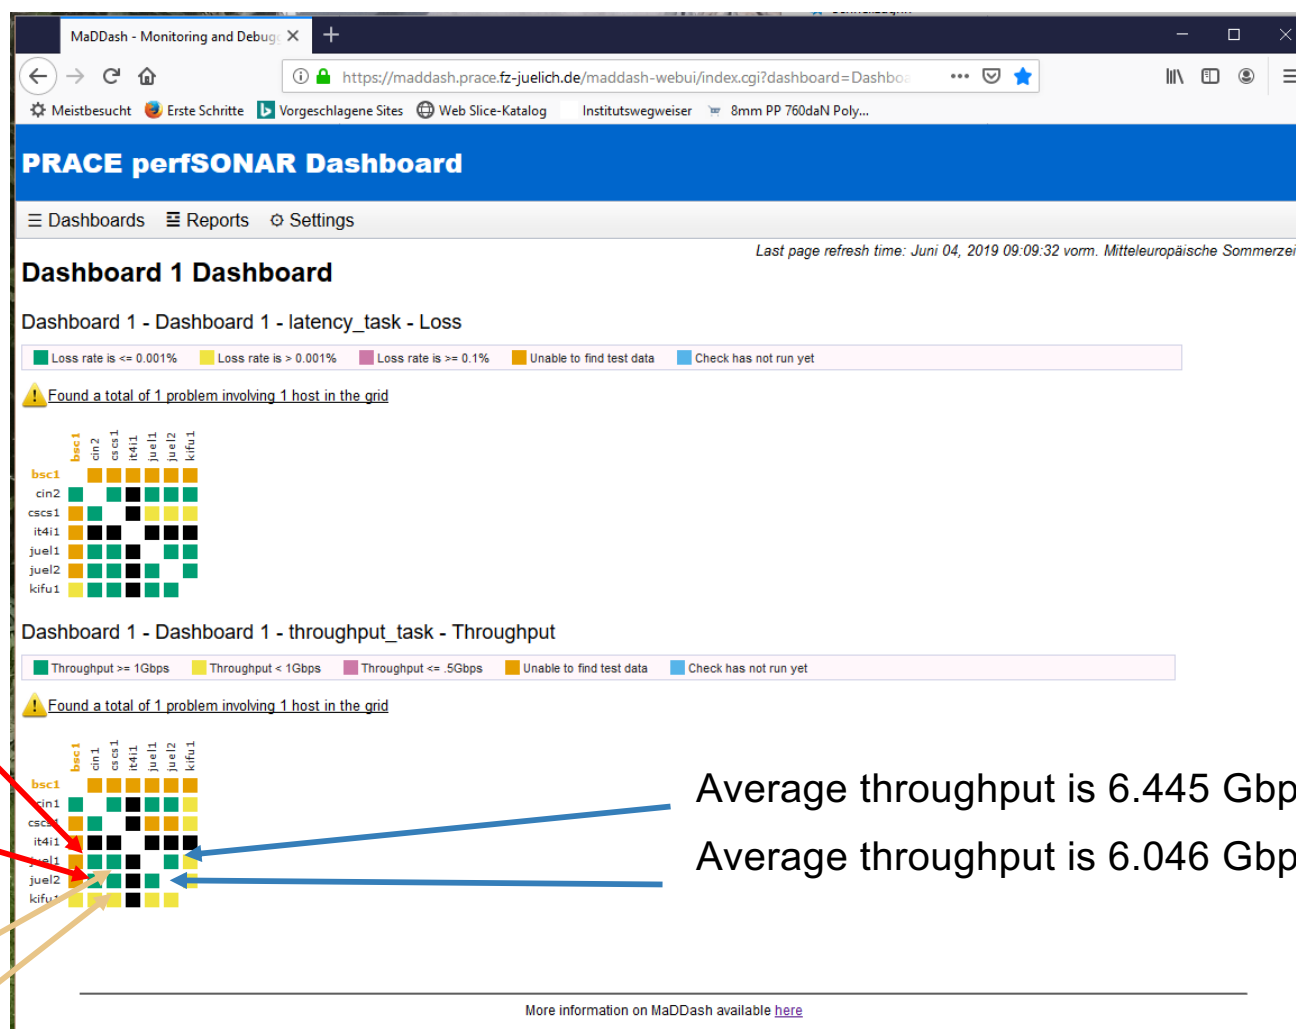 MaDDash - Monitoring and Debug
https://maddash.prace.fz-juelich.de/maddash-webui/index.cgi?dashboard=Dashbo
Meistbesucht Erste Schritte Vorgeschlagene Sites Web Slice-Katalog Institutswegweiser 8mm PP 760daN Poly...
PRACE perfSONAR Dashboard
Dashboards Reports Settings
Last page refresh time: Juni 04, 2019 09:09:32 vorm. Mitteleuropäische Sommerzei
Dashboard 1 Dashboard
Dashboard 1 - Dashboard 1 - latency_task - Loss
Loss rate is <= 0.001% Loss rate is > 0.001% Loss rate is >= 0.1% Unable to find test data Check has not run yet
Found a total of 1 problem involving 1 host in the grid
bsc1 cin2 cscs1 it4i1 juel1 juel2 kifu1
bsc1
cin2
cscs1
it4i1
juel1
juel2
kifu1
Dashboard 1 - Dashboard 1 - throughput_task - Throughput
Throughput >= 1Gbps Throughput < 1Gbps Throughput <= .5Gbps Unable to find test data Check has not run yet
Found a total of 1 problem involving 1 host in the grid
bsc1 cin1 cscs1 it4i1 juel1 juel2 kifu1
bsc1
cin1
cscs1
it4i1
juel1
juel2
kifu1
Average throughput is 6.445 Gbp
Average throughput is 6.046 Gbp
More information on MaDDash available here